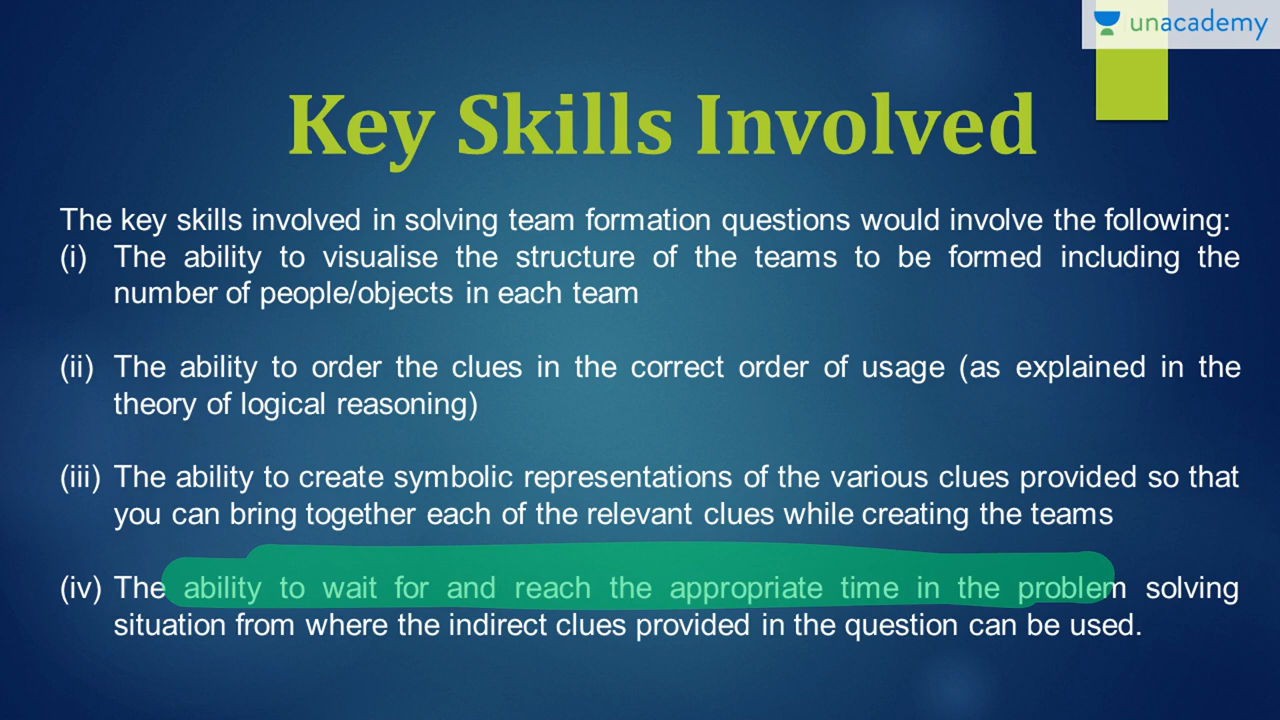 unacademy
Key Skills Involved
The key skills involved in solving team formation questions would involve the following:
(i) The ability to visualise the structure of the teams to be formed including the
number of people/objects in each team
(ii) The ability to order the clues in the correct order of usage (as explained in the
theory of logical reasoning)
(iii) The ability to create symbolic representations of the various clues provided so that
you can bring together each of the relevant clues while creating the teams
(iv) The ability to wait for and reach the appropriate time in the problem solving
situation from where the indirect clues provided in the question can be used.